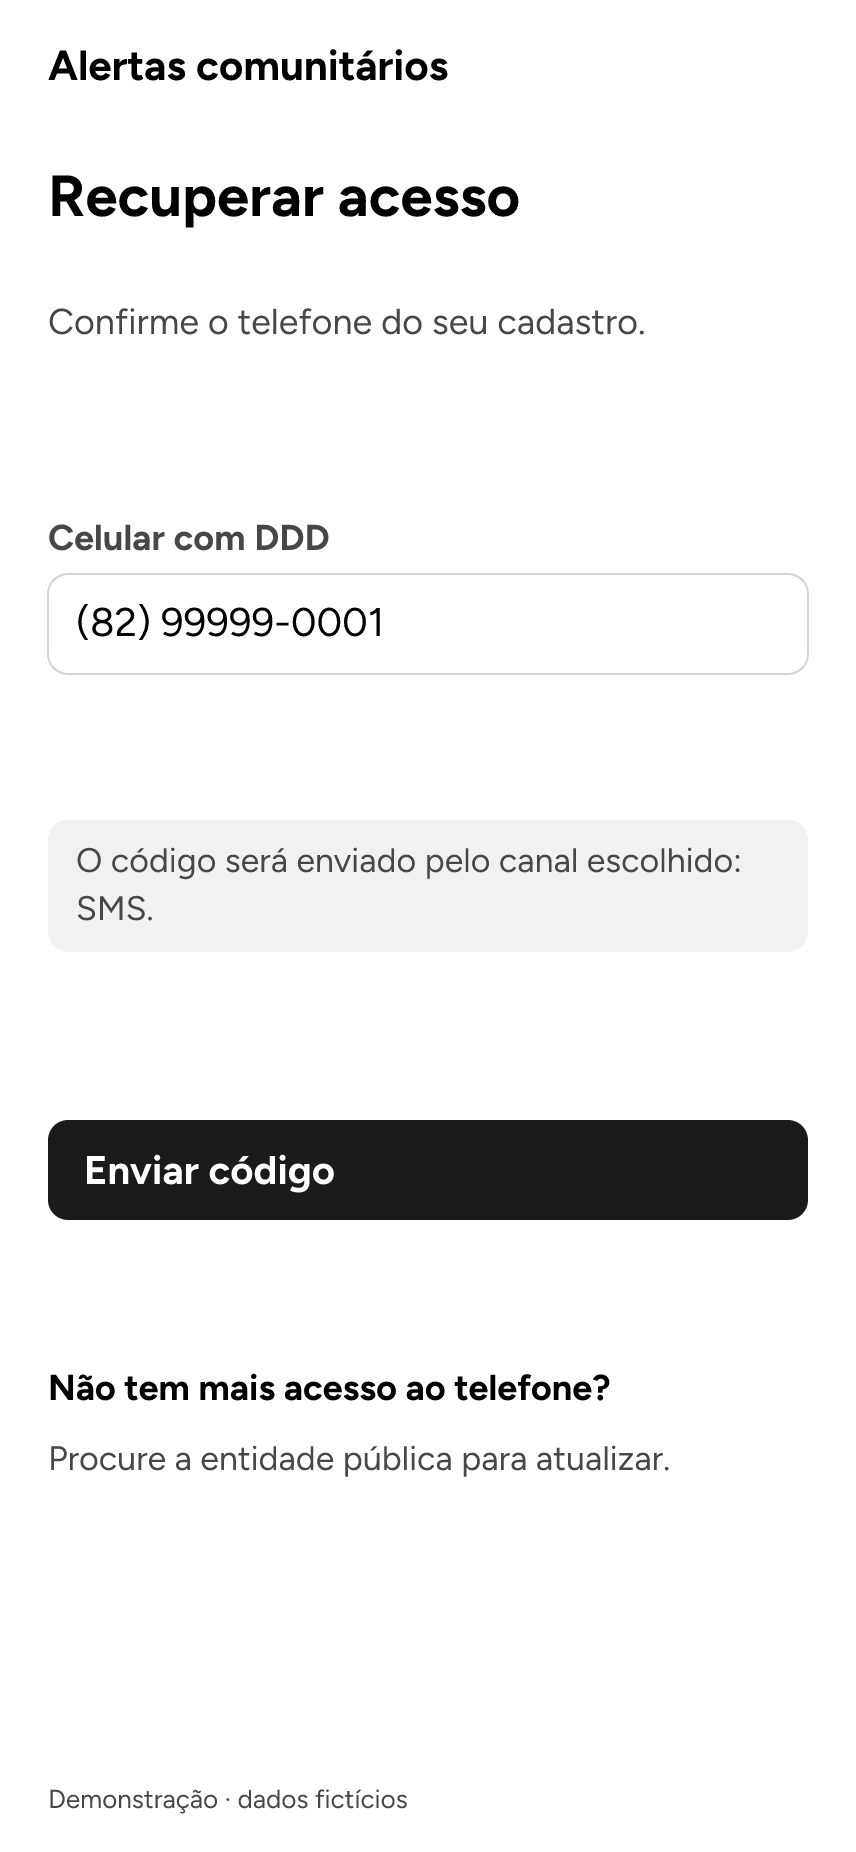 Alertas comunitários
Recuperar acesso
Confirme o telefone do seu cadastro.
Celular com DDD
(82) 99999-0001
O código será enviado pelo canal escolhido:
SMS.
Enviar código
Não tem mais acesso ao telefone?
Procure a entidade pública para atualizar.
Demonstração · dados fictícios